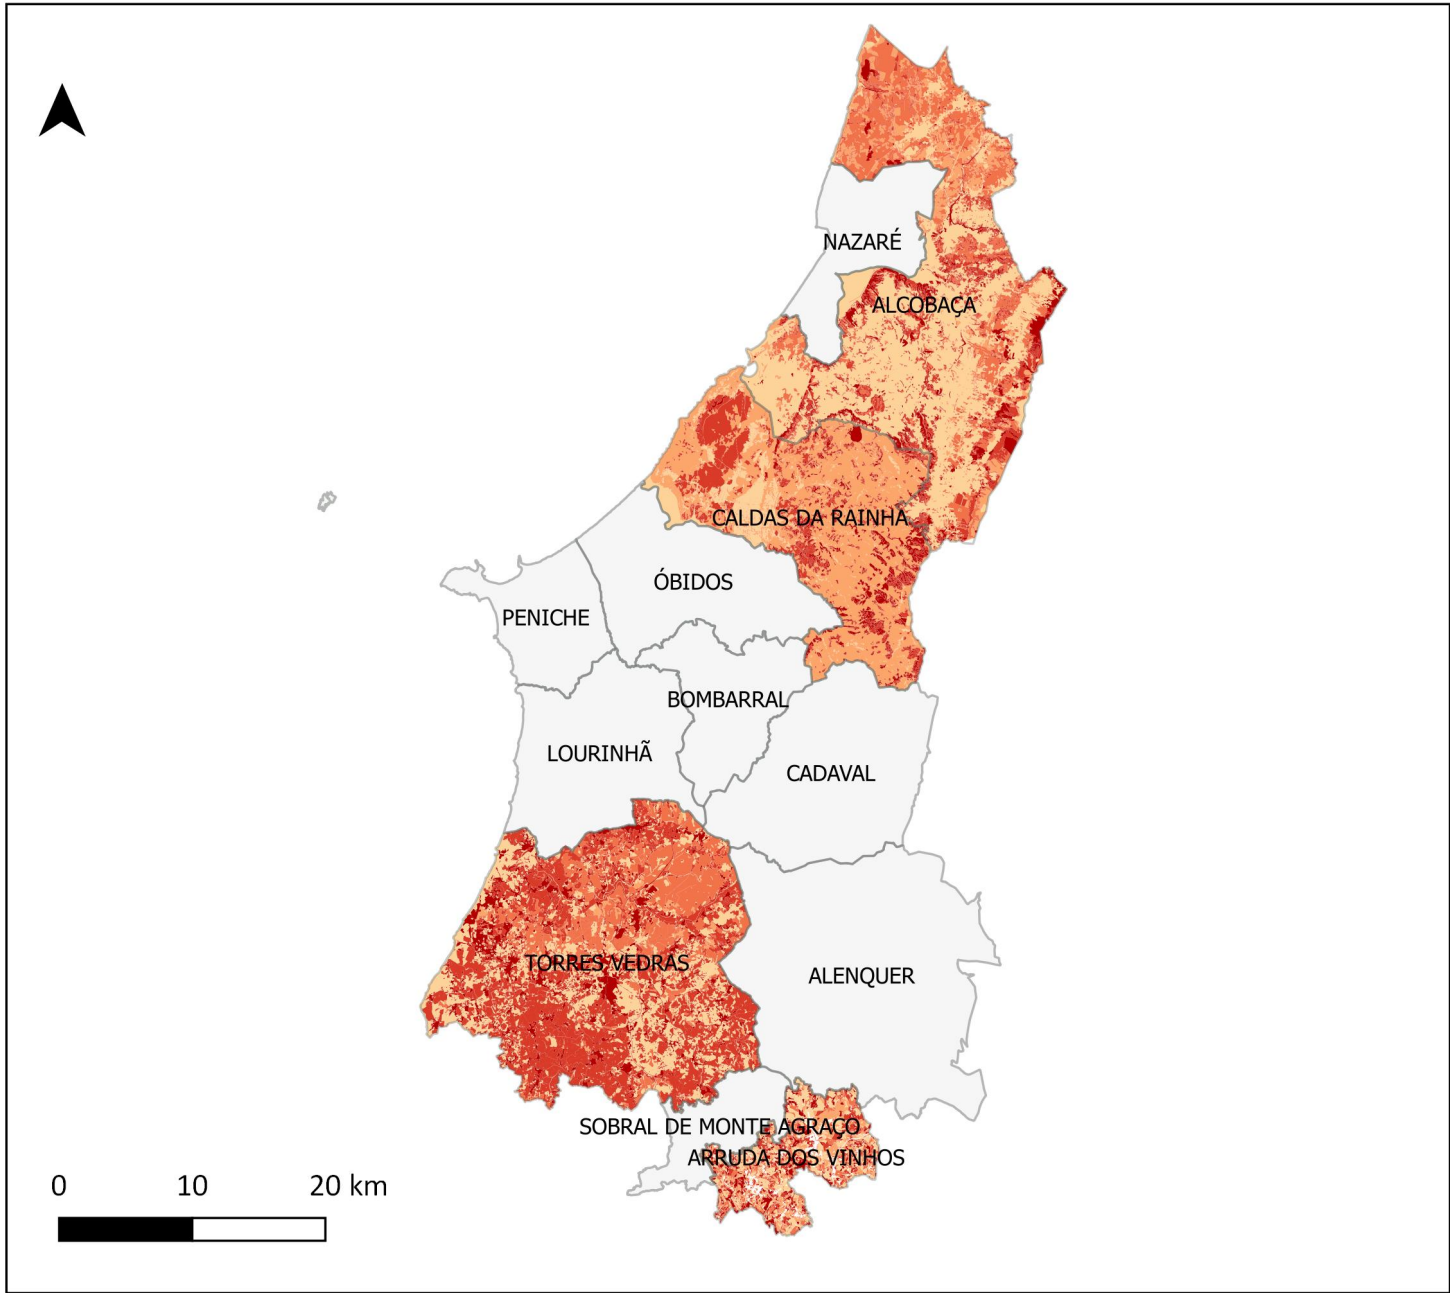 NAZARÉ
ALCOBAÇA
CALDAS DA RAINHA
ÓBIDOS
PENICHE
BOMBARRAL
LOURINHÃ
CADAVAL
TORRES VEDRAS
ALENQUER
SOBRAL DE MONTE AGRAÇO
ARRUDA DOS VINHOS
0 10 20 km